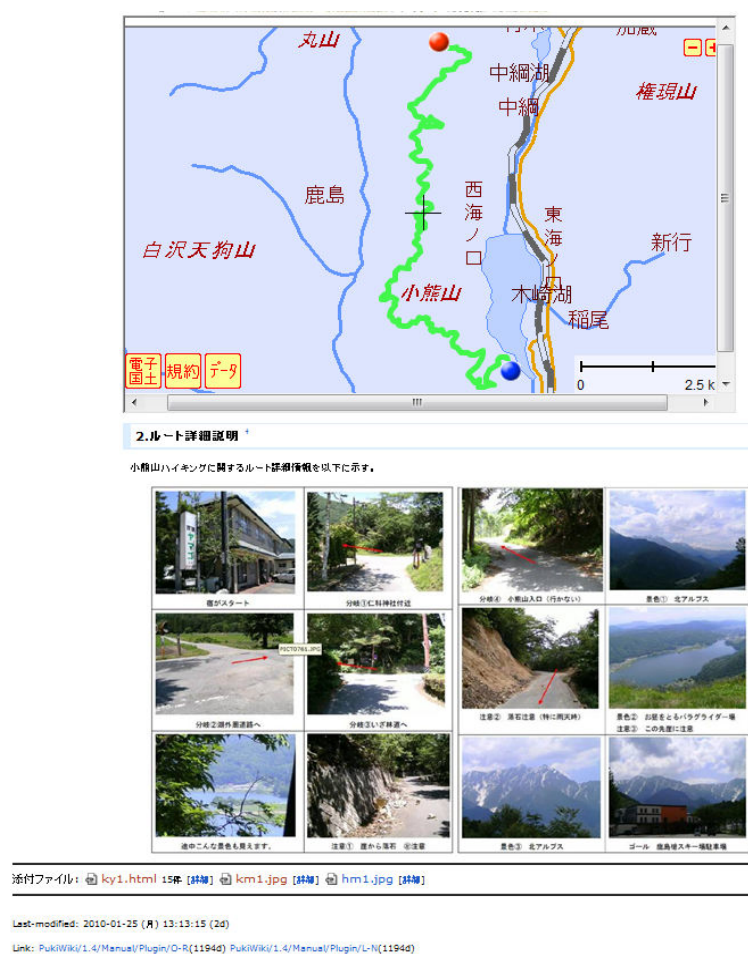 丸山
加蔵
中綱湖
中綱
権現山
鹿島
西海ノ口
東海ノ口
新行
白沢天狗山
小熊山
木崎湖
稲尾
電子国土
規約
データ
0
2.5 k
2.ルート詳細説明 †
小熊山ハイキングに関するルート詳細情報を以下に示す。
ヤマゴ
宿がスタート
分岐①仁科神社付近
分岐④ 小熊山入口（行かない）
景色① 北アルプス
PICT0761.JPG
分岐②湖外周道路へ
分岐③いざ林道へ
注意② 落石注意（特に雨天時）
景色② お昼をとるパラグライダー場
注意③ この先崖に注意
途中こんな景色も見えます。
注意① 崖から落石
注意
景色③ 北アルプス
ゴール 鹿島槍スキー場駐車場
添付ファイル: ky1.html 15件 [詳細] km1.jpg [詳細] hm1.jpg [詳細]
Last-modified: 2010-01-25 (月) 13:13:15 (2d)
Link: PukiWiki/1.4/Manual/Plugin/O-R(1194d) PukiWiki/1.4/Manual/Plugin/L-N(1194d)